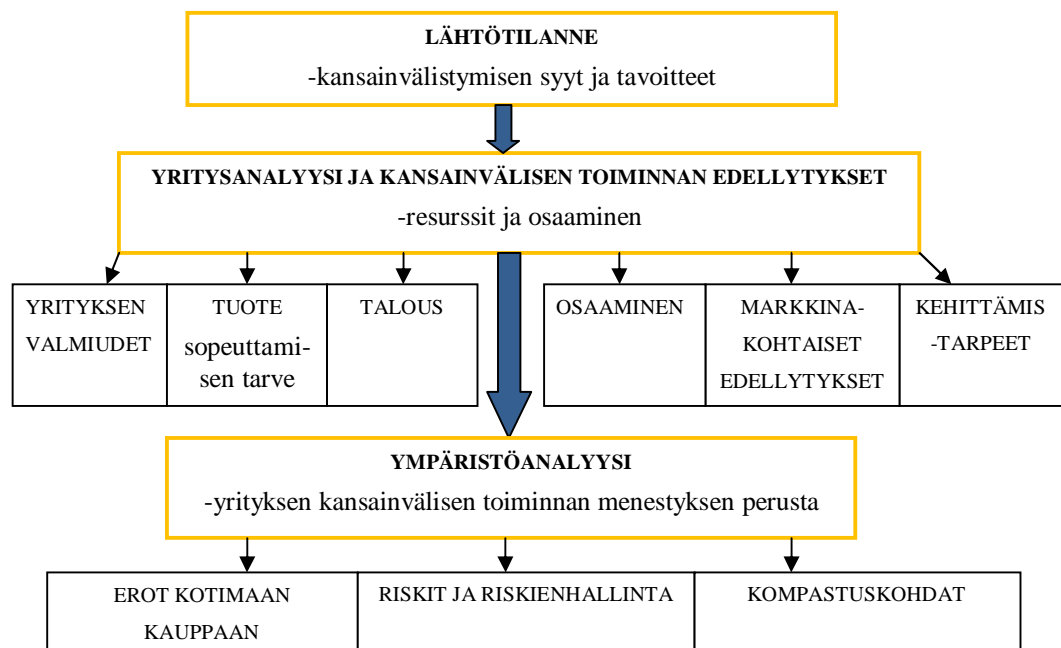 LÄHTÖTILANNE
-kansainvälistymisen syyt ja tavoitteet
YRITYSANALYYSI JA KANSAINVÄLISEN TOIMINNAN EDELLYTYKSET
-resurssit ja osaaminen
YRITYKSEN
VALMIUDET
TUOTE
sopeuttami-
sen tarve
TALOUS
OSAAMINEN
MARKKINA-
KOHTAISET
EDELLYTYKSET
KEHITTÄMIS
-TARPEET
YMPÄRISTÖANALYYSI
-yrityksen kansainvälisen toiminnan menestyksen perusta
EROT KOTIMAAN
KAUPPAAN
RISKIT JA RISKIENHALLINTA
KOMPASTUSKOHDAT